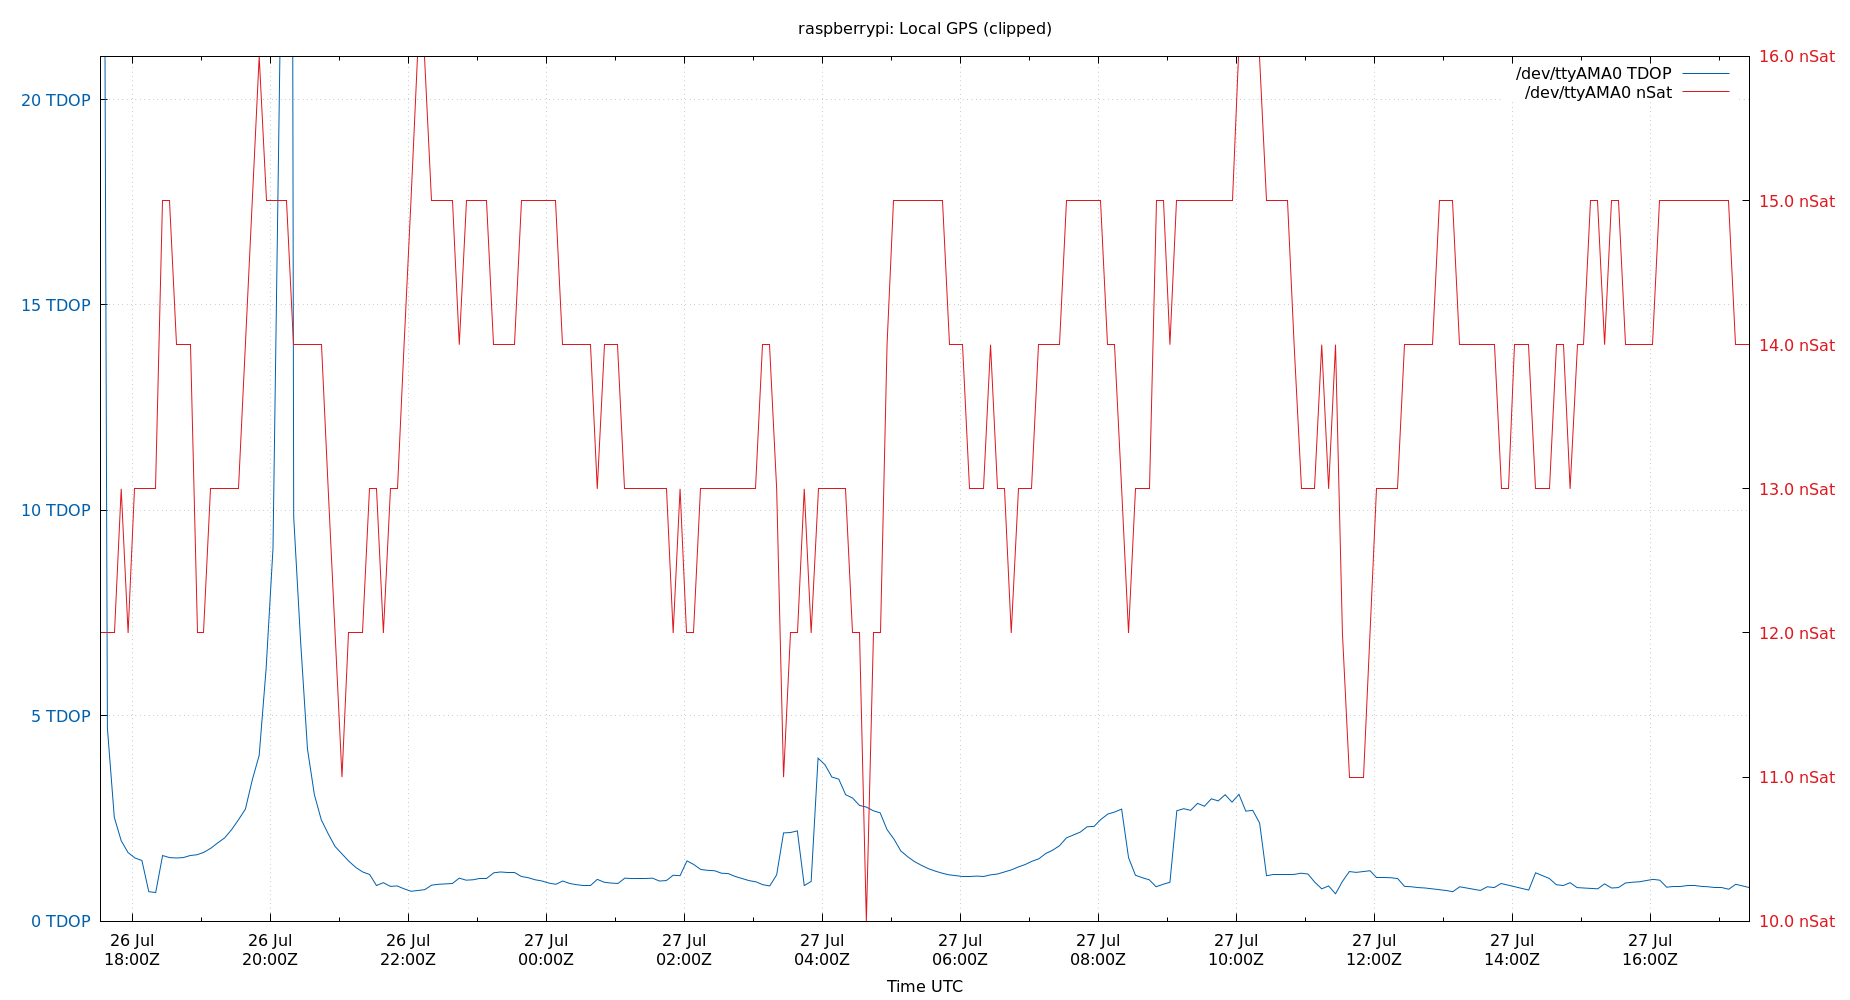 raspberrypi: Local GPS (clipped)
/dev/ttyAMA0 TDOP
/dev/ttyAMA0 nSat
20 TDOP
15 TDOP
10 TDOP
5 TDOP
0 TDOP
16.0 nSat
15.0 nSat
14.0 nSat
13.0 nSat
12.0 nSat
11.0 nSat
10.0 nSat
26 Jul 26 Jul 26 Jul 27 Jul 27 Jul 27 Jul 27 Jul 27 Jul 27 Jul 27 Jul 27 Jul 27 Jul
18:00Z 20:00Z 22:00Z 00:00Z 02:00Z 04:00Z 06:00Z 08:00Z 10:00Z 12:00Z 14:00Z 16:00Z
Time UTC